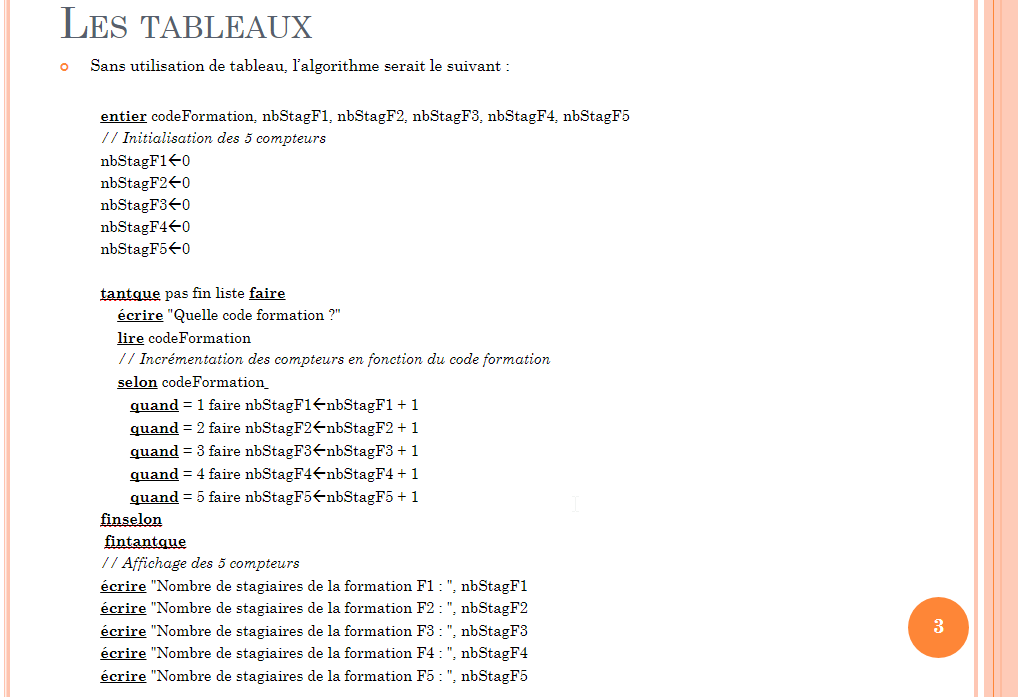 LES TABLEAUX
Sans utilisation de tableau, l'algorithme serait le suivant :
entier codeFormation, nbStagF1, nbStagF2, nbStagF3, nbStagF4, nbStagF5
// Initialisation des 5 compteurs
nbStagF1←0
nbStagF2←0
nbStagF3←0
nbStagF4←0
nbStagF5←0
tantque pas fin liste faire
écrire "Quelle code formation ?"
lire codeFormation
// Incrémentation des compteurs en fonction du code formation
selon codeFormation
quand = 1 faire nbStagF1←nbStagF1 + 1
quand = 2 faire nbStagF2←nbStagF2 + 1
quand = 3 faire nbStagF3←nbStagF3 + 1
quand = 4 faire nbStagF4←nbStagF4 + 1
quand = 5 faire nbStagF5←nbStagF5 + 1
finselon
fintantque
// Affichage des 5 compteurs
écrire "Nombre de stagiaires de la formation F1 : ", nbStagF1
écrire "Nombre de stagiaires de la formation F2 : ", nbStagF2
écrire "Nombre de stagiaires de la formation F3 : ", nbStagF3
écrire "Nombre de stagiaires de la formation F4 : ", nbStagF4
écrire "Nombre de stagiaires de la formation F5 : ", nbStagF5
3